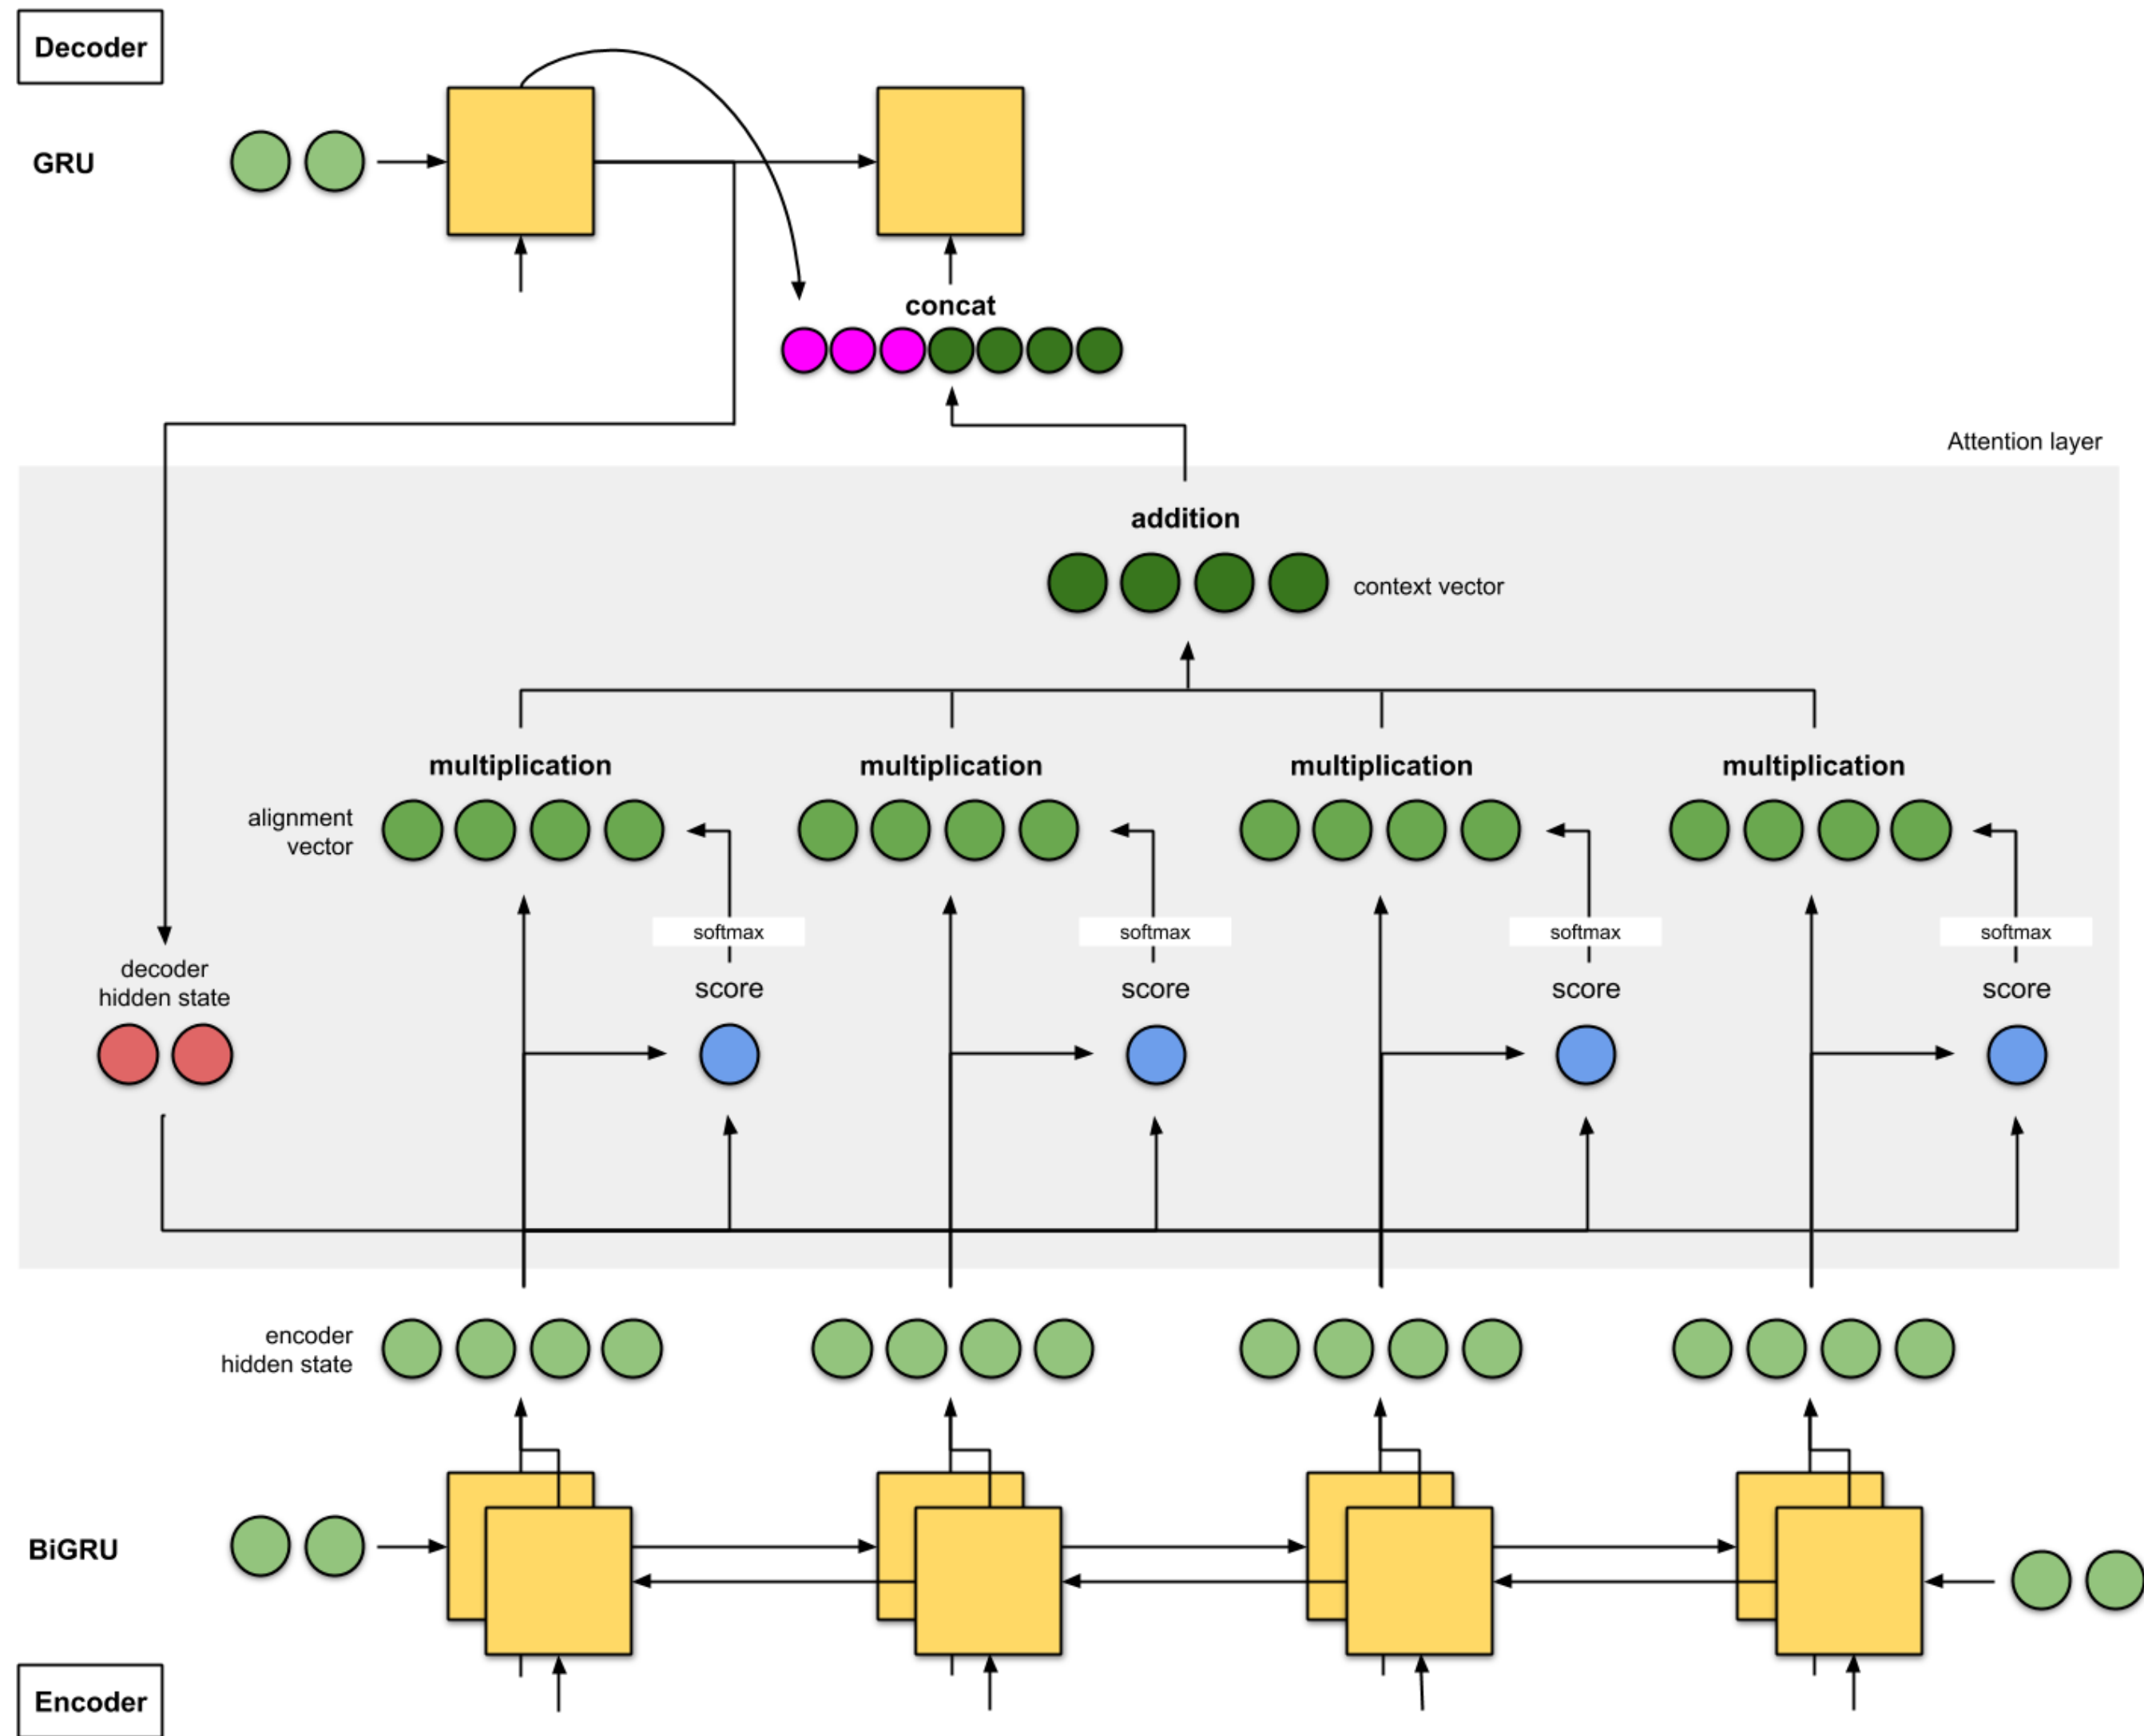 Decoder
GRU
concat
Attention layer
addition
context vector
multiplication
multiplication
multiplication
multiplication
alignment
vector
softmax
softmax
softmax
softmax
decoder
hidden state
score
score
score
score
encoder
hidden state
BiGRU
Encoder